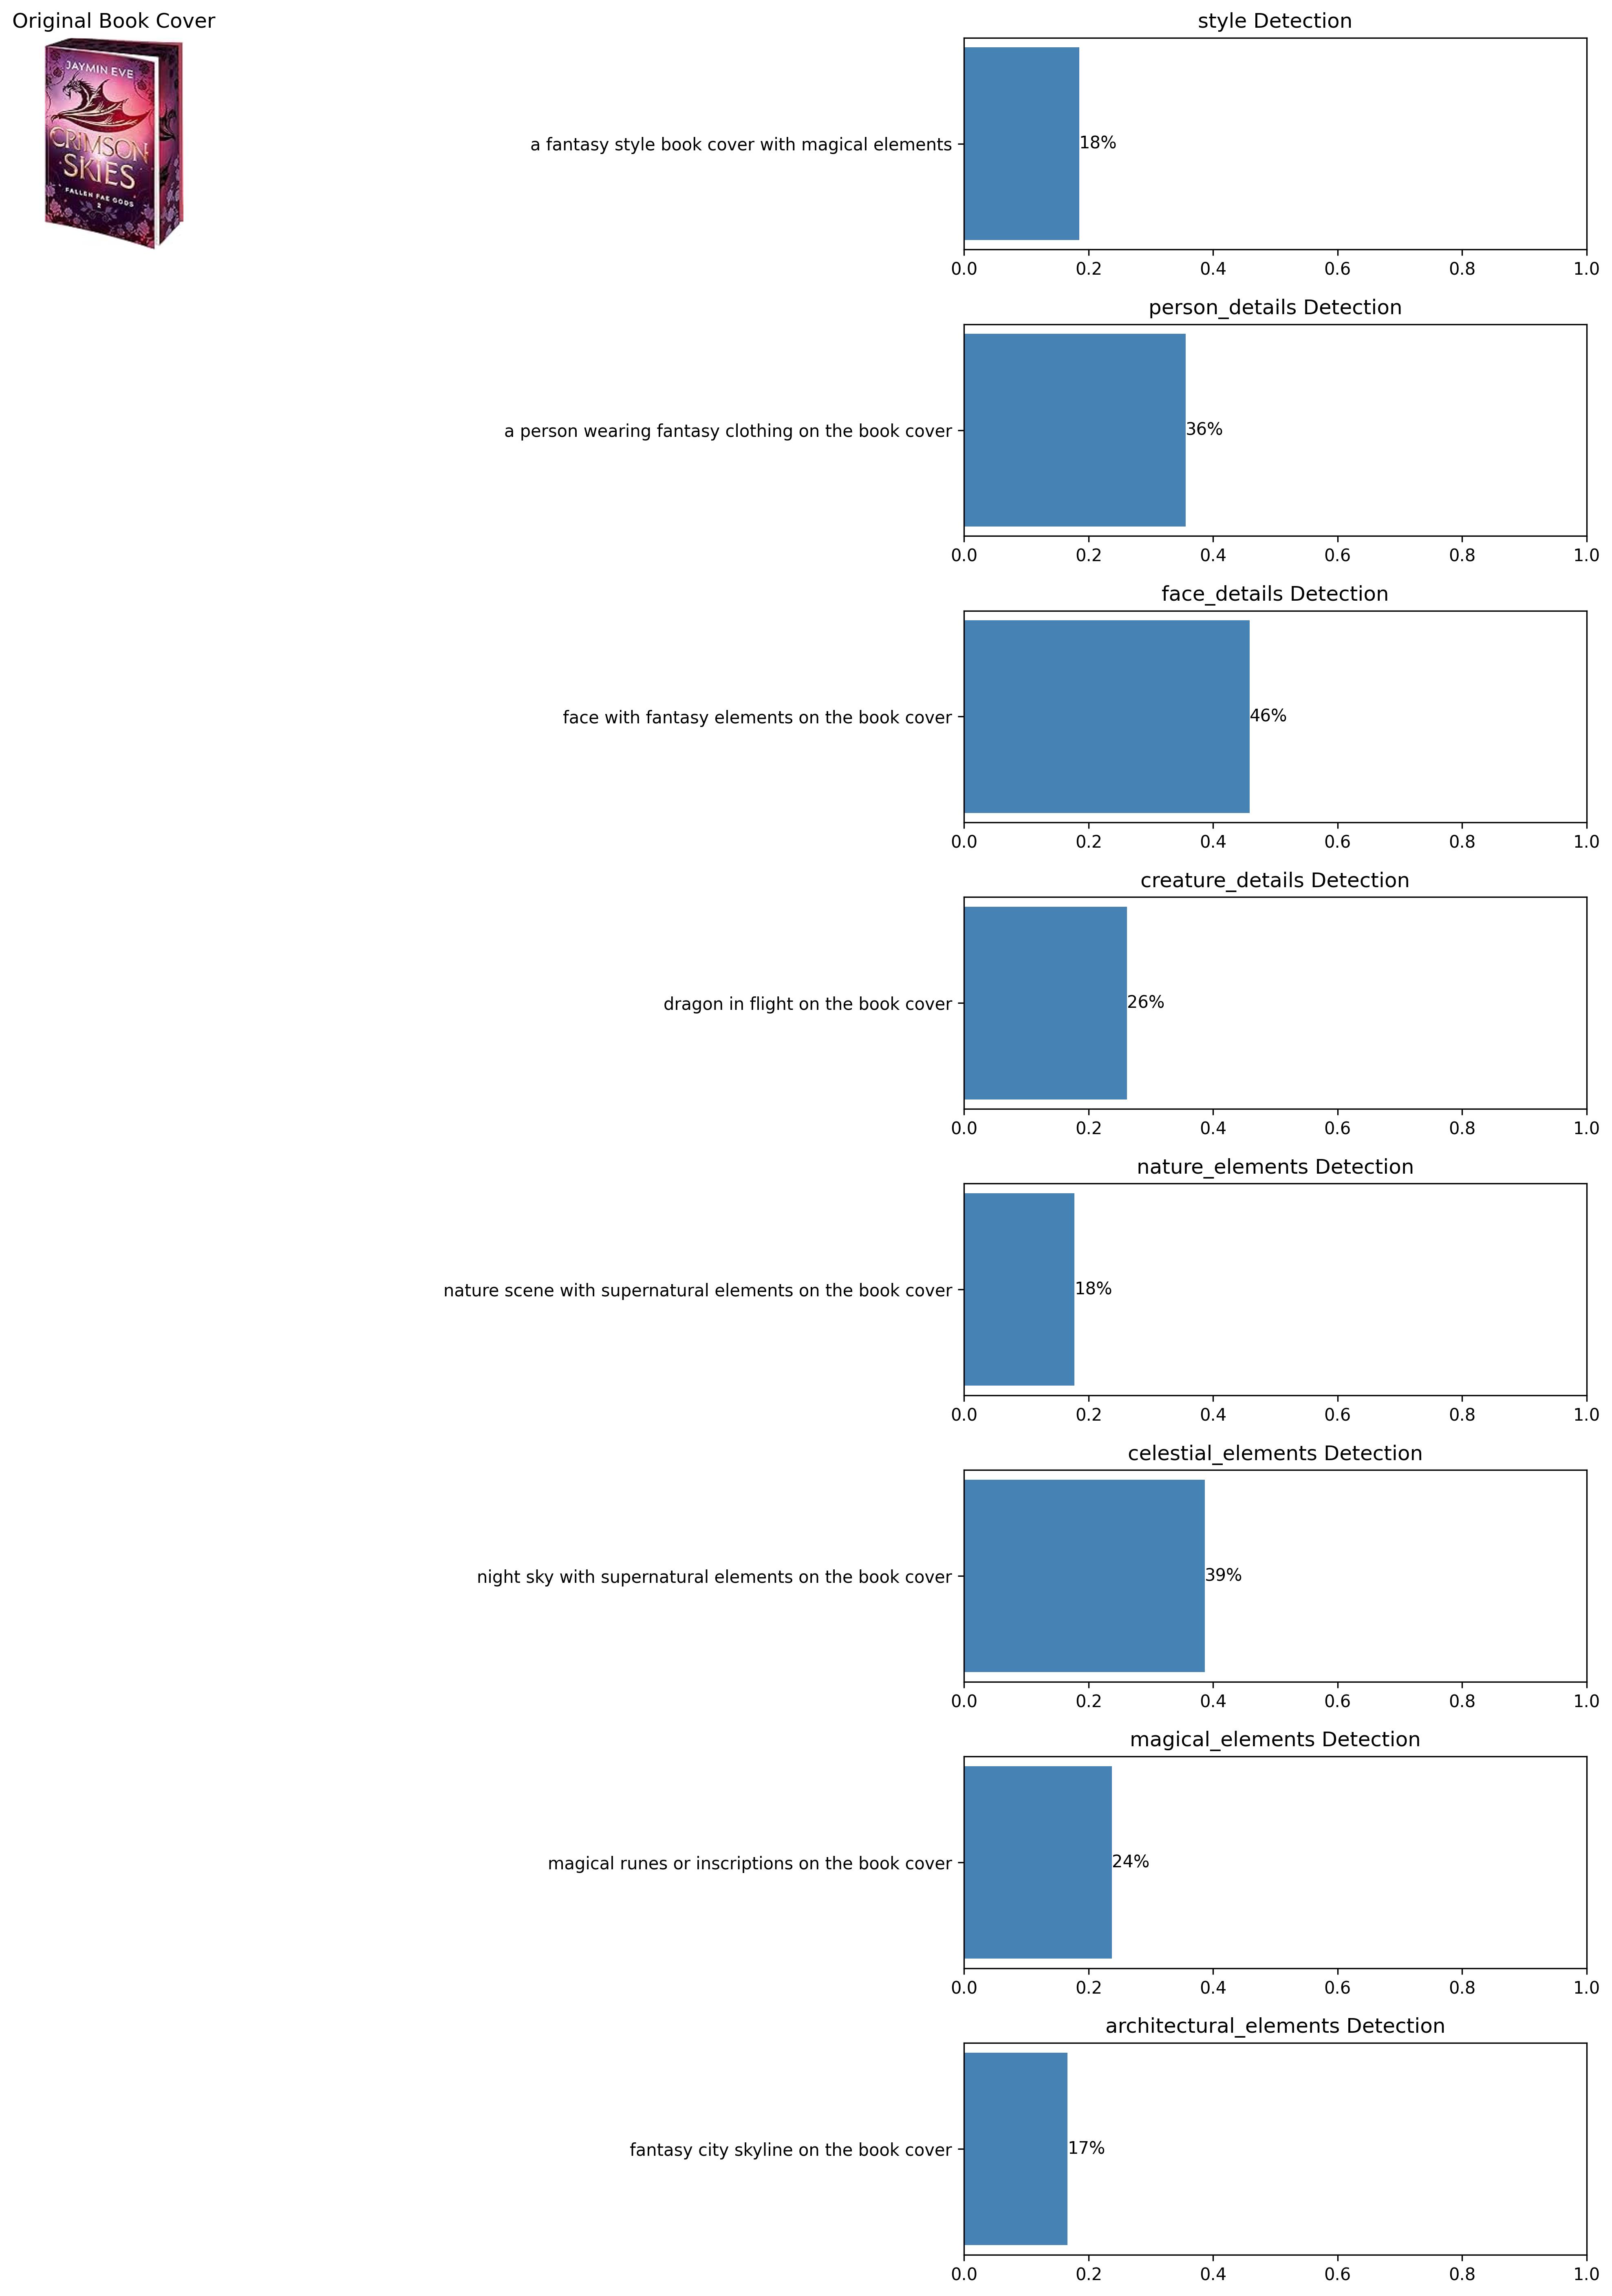 Original Book Cover
JAYMIN EVE
CRIMSON
SKIES
FALLEN FAE GODS
2
style Detection
a fantasy style book cover with magical elements
18%
0.0 0.2 0.4 0.6 0.8 1.0
person_details Detection
a person wearing fantasy clothing on the book cover
36%
0.0 0.2 0.4 0.6 0.8 1.0
face_details Detection
face with fantasy elements on the book cover
46%
0.0 0.2 0.4 0.6 0.8 1.0
creature_details Detection
dragon in flight on the book cover
26%
0.0 0.2 0.4 0.6 0.8 1.0
nature_elements Detection
nature scene with supernatural elements on the book cover
18%
0.0 0.2 0.4 0.6 0.8 1.0
celestial_elements Detection
night sky with supernatural elements on the book cover
39%
0.0 0.2 0.4 0.6 0.8 1.0
magical_elements Detection
magical runes or inscriptions on the book cover
24%
0.0 0.2 0.4 0.6 0.8 1.0
architectural_elements Detection
fantasy city skyline on the book cover
17%
0.0 0.2 0.4 0.6 0.8 1.0